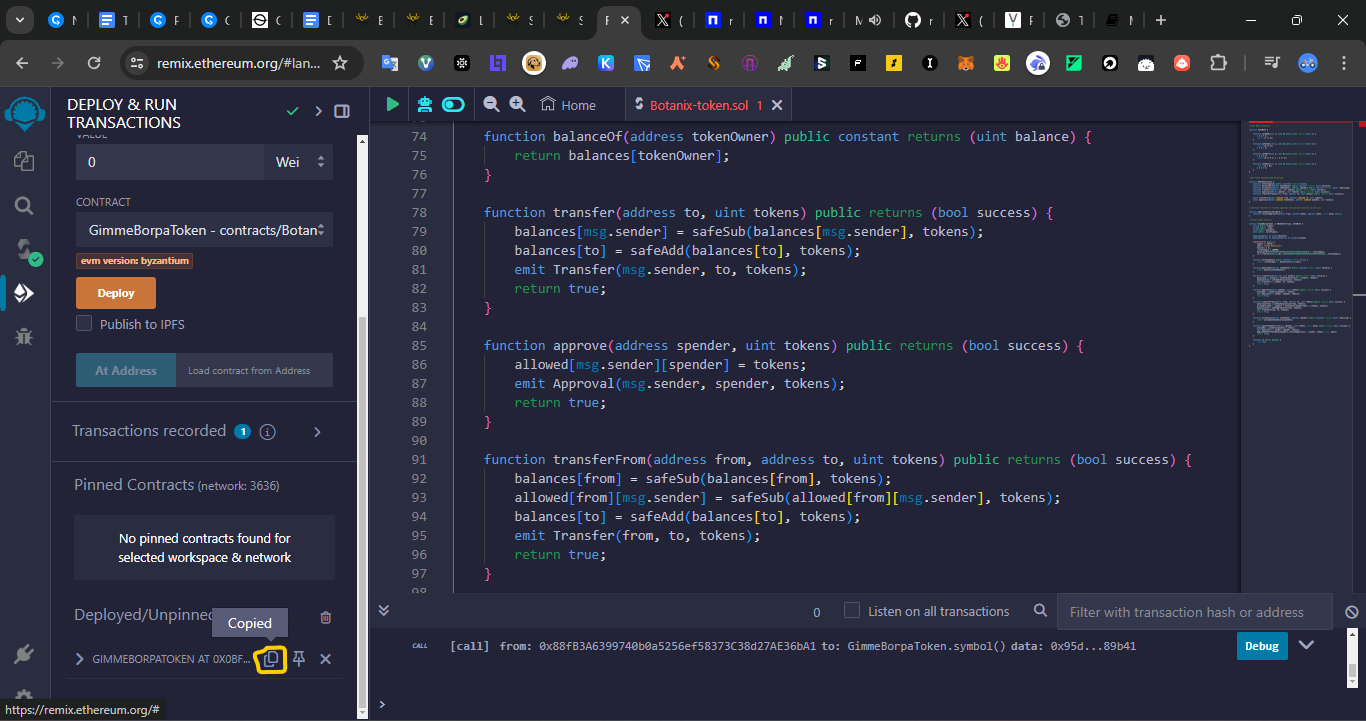 remix.ethereum.org/#lan...
DEPLOY & RUN
TRANSACTIONS
VALUE
0
Wei
CONTRACT
GimmeBorpaToken - contracts/Botan
evm version: byzantium
Deploy
Publish to IPFS
At Address
Load contract from Address
Transactions recorded 1 i
Pinned Contracts (network: 3636)
No pinned contracts found for
selected workspace & network
Deployed/Unpinned
Copied
GIMMEBORPATOKEN AT 0X0BF...
https://remix.ethereum.org/#
Home
Botanix-token.sol 1
74 function balanceOf(address tokenOwner) public constant returns (uint balance) {
75 return balances[tokenOwner];
76 }
77
78 function transfer(address to, uint tokens) public returns (bool success) {
79 balances[msg.sender] = safeSub(balances[msg.sender], tokens);
80 balances[to] = safeAdd(balances[to], tokens);
81 emit Transfer(msg.sender, to, tokens);
82 return true;
83 }
84
85 function approve(address spender, uint tokens) public returns (bool success) {
86 allowed[msg.sender][spender] = tokens;
87 emit Approval(msg.sender, spender, tokens);
88 return true;
89 }
90
91 function transferFrom(address from, address to, uint tokens) public returns (bool success) {
92 balances[from] = safeSub(balances[from], tokens);
93 allowed[from][msg.sender] = safeSub(allowed[from][msg.sender], tokens);
94 balances[to] = safeAdd(balances[to], tokens);
95 emit Transfer(from, to, tokens);
96 return true;
97 }
98
0
Listen on all transactions
Filter with transaction hash or address
CALL [call] from: 0x88fB3A6399740b0a5256ef58373C38d27AE36bA1 to: GimmeBorpaToken.symbol() data: 0x95d...89b41
Debug
>